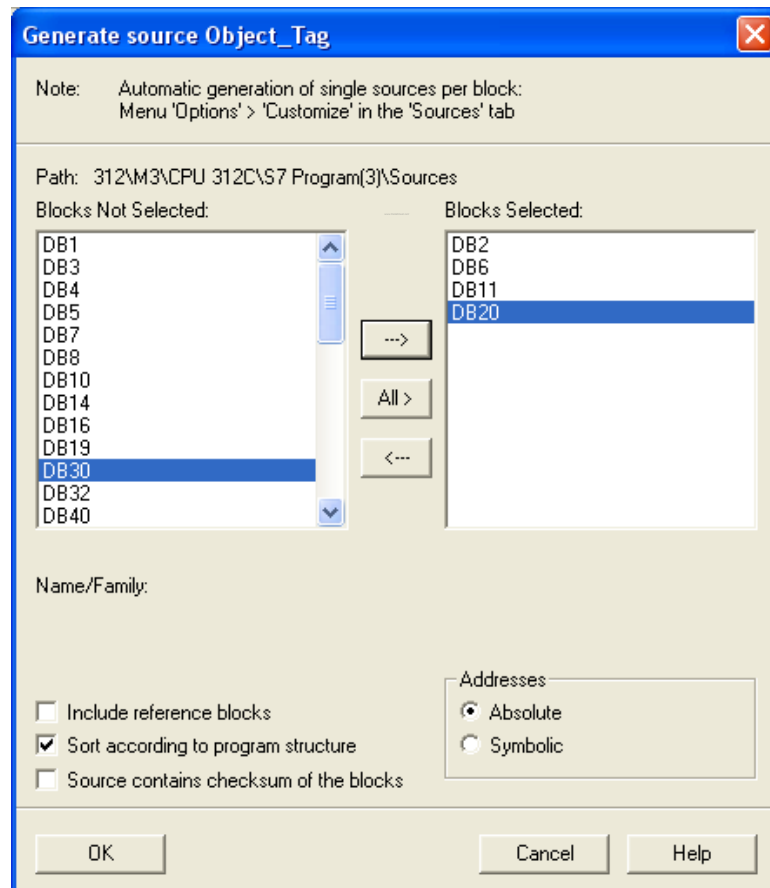 Generate source Object_Tag
Note: Automatic generation of single sources per block:
Menu 'Options' > 'Customize' in the 'Sources' tab
Path: 312\M3\CPU 312C\S7 Program(3)\Sources
Blocks Not Selected:
Blocks Selected:
DB1
DB3
DB4
DB5
DB7
DB8
DB10
DB14
DB16
DB19
DB30
DB32
DB40
--->
All >
<---
DB2
DB6
DB11
DB20
Name/Family:
Include reference blocks
Sort according to program structure
Source contains checksum of the blocks
Addresses
Absolute
Symbolic
OK
Cancel
Help